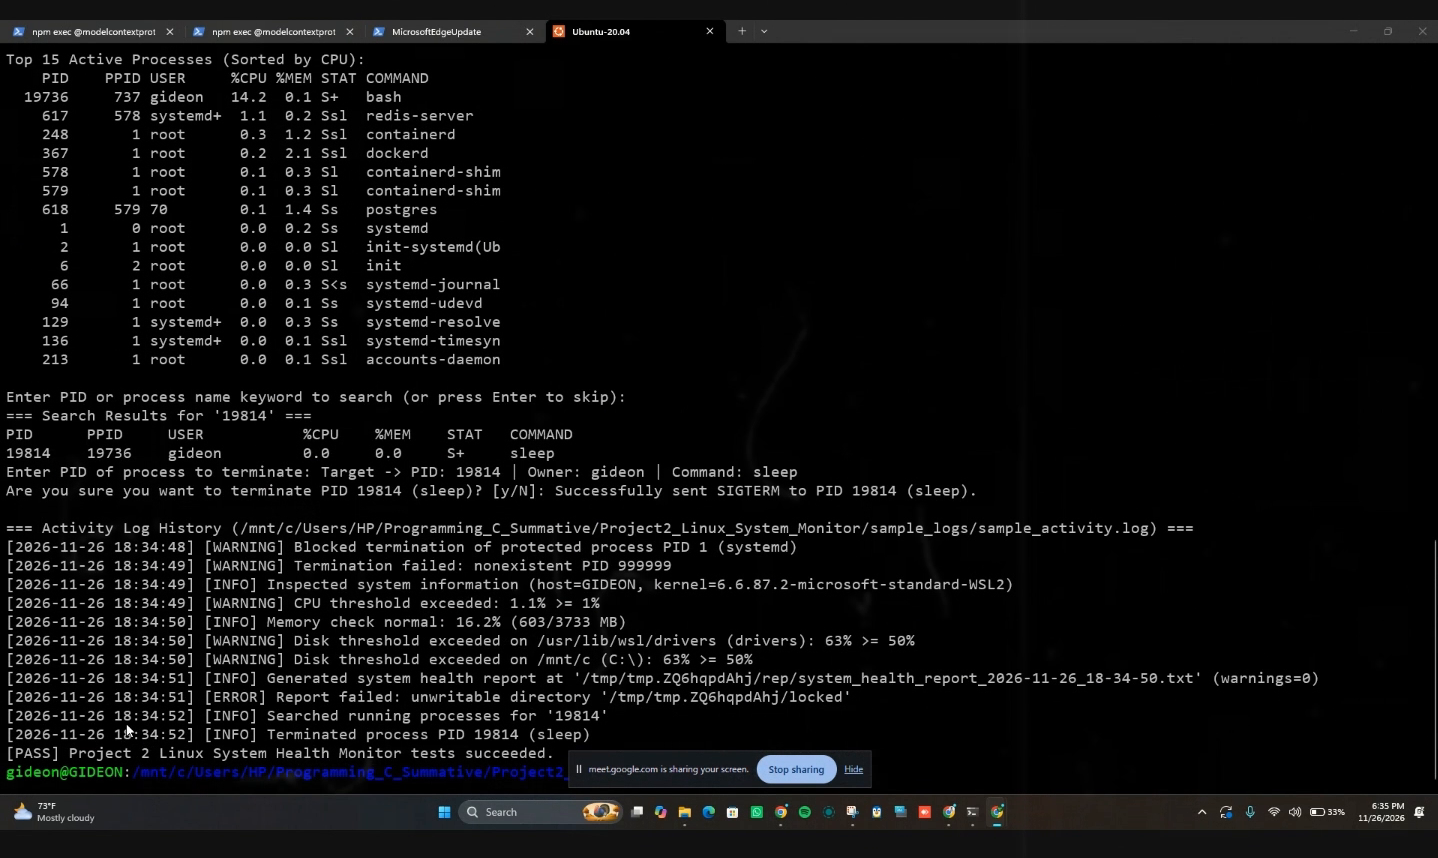 npm exec @modelcontextprot npm exec @modelcontextprot MicrosoftEdgeUpdate Ubuntu-20.04
Top 15 Active Processes (Sorted by CPU):
PID PPID USER %CPU %MEM STAT COMMAND
19736 737 gideon 14.2 0.1 S+ bash
617 578 systemd+ 1.1 0.2 Ssl redis-server
248 1 root 0.3 1.2 Ssl containerd
367 1 root 0.2 2.1 Ssl dockerd
578 1 root 0.1 0.3 Sl containerd-shim
579 1 root 0.1 0.3 Sl containerd-shim
618 579 70 0.1 1.4 Ss postgres
1 0 root 0.0 0.2 Ss systemd
2 1 root 0.0 0.0 Sl init-systemd(Ub
6 2 root 0.0 0.0 Sl init
66 1 root 0.0 0.3 S<s systemd-journal
94 1 root 0.0 0.1 Ss systemd-udevd
129 1 systemd+ 0.0 0.3 Ss systemd-resolve
136 1 systemd+ 0.0 0.1 Ssl systemd-timesyn
213 1 root 0.0 0.1 Ssl accounts-daemon
Enter PID or process name keyword to search (or press Enter to skip):
=== Search Results for '19814' ===
PID PPID USER %CPU %MEM STAT COMMAND
19814 19736 gideon 0.0 0.0 S+ sleep
Enter PID of process to terminate: Target -> PID: 19814 | Owner: gideon | Command: sleep
Are you sure you want to terminate PID 19814 (sleep)? [y/N]: Successfully sent SIGTERM to PID 19814 (sleep).
=== Activity Log History (/mnt/c/Users/HP/Programming_C_Summative/Project2_Linux_System_Monitor/sample_logs/sample_activity.log) ===
[2026-11-26 18:34:48] [WARNING] Blocked termination of protected process PID 1 (systemd)
[2026-11-26 18:34:49] [WARNING] Termination failed: nonexistent PID 999999
[2026-11-26 18:34:49] [INFO] Inspected system information (host=GIDEON, kernel=6.6.87.2-microsoft-standard-WSL2)
[2026-11-26 18:34:49] [WARNING] CPU threshold exceeded: 1.1% >= 1%
[2026-11-26 18:34:50] [INFO] Memory check normal: 16.2% (603/3733 MB)
[2026-11-26 18:34:50] [WARNING] Disk threshold exceeded on /usr/lib/wsl/drivers (drivers): 63% >= 50%
[2026-11-26 18:34:50] [WARNING] Disk threshold exceeded on /mnt/c (C:\): 63% >= 50%
[2026-11-26 18:34:51] [INFO] Generated system health report at '/tmp/tmp.ZQ6hqpdAhj/rep/system_health_report_2026-11-26_18-34-50.txt' (warnings=0)
[2026-11-26 18:34:51] [ERROR] Report failed: unwritable directory '/tmp/tmp.ZQ6hqpdAhj/locked'
[2026-11-26 18:34:52] [INFO] Searched running processes for '19814'
[2026-11-26 18:34:52] [INFO] Terminated process PID 19814 (sleep)
[PASS] Project 2 Linux System Health Monitor tests succeeded.
gideon@GIDEON:/mnt/c/Users/HP/Programming_C_Summative/Project2_
meet.google.com is sharing your screen. Stop sharing Hide
73°F
Mostly cloudy
Search
33%
6:35 PM
11/26/2026